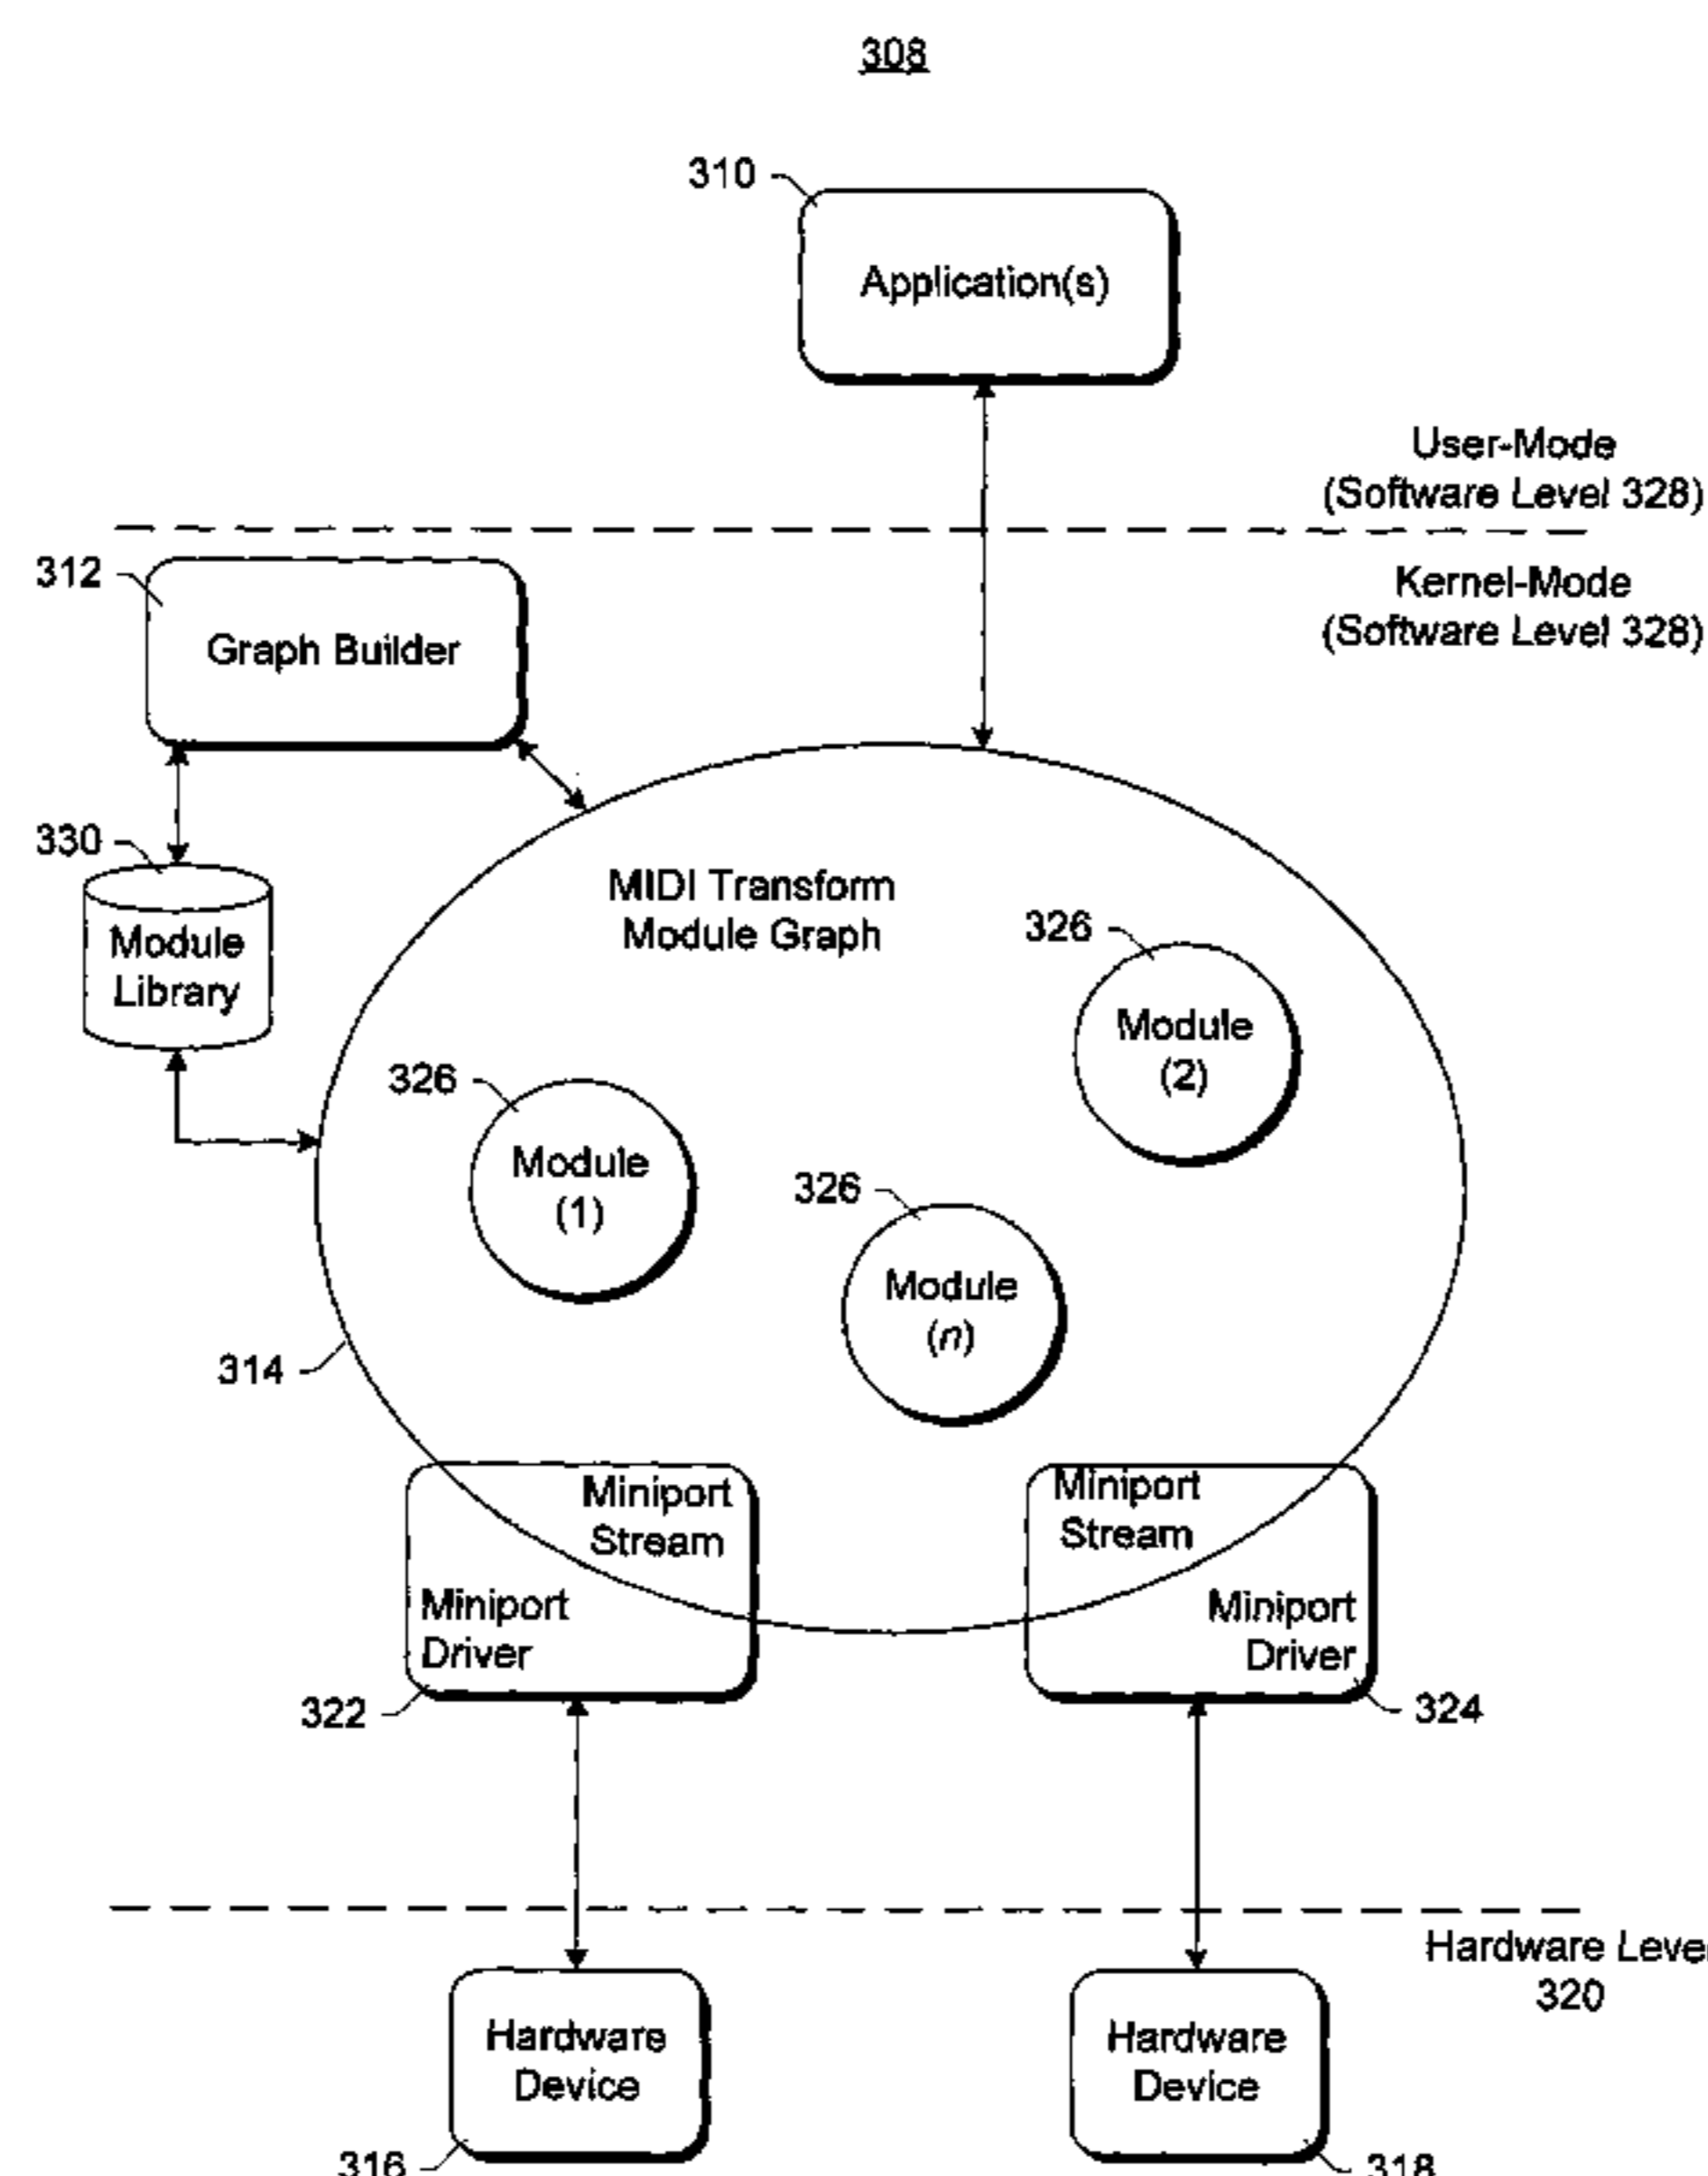 308
310
Application(s)
User-Mode
(Software Level 328)
312
Kernel-Mode
(Software Level 328)
Graph Builder
330
Module
Library
MIDI Transform
Module Graph
326
Module
(2)
326
Module
(1)
326
Module
(n)
314
Miniport
Stream
Miniport
Driver
322
Miniport
Stream
Miniport
Driver
324
Hardware Leve
320
Hardware
Device
316
Hardware
Device
318